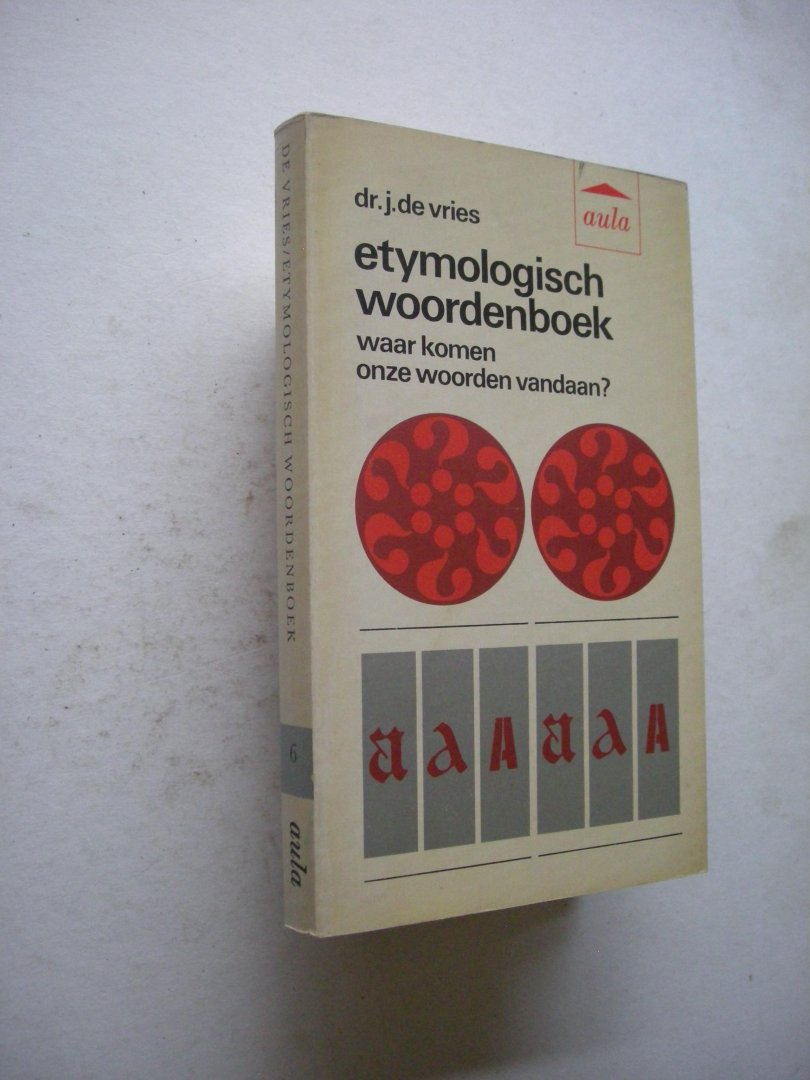 DE VRIES/ETYMOLOGISCH WOORDENBOEK
6
aula
dr. j. de vries
aula
etymologisch
woordenboek
waar komen
onze woorden vandaan?
a a A a a A